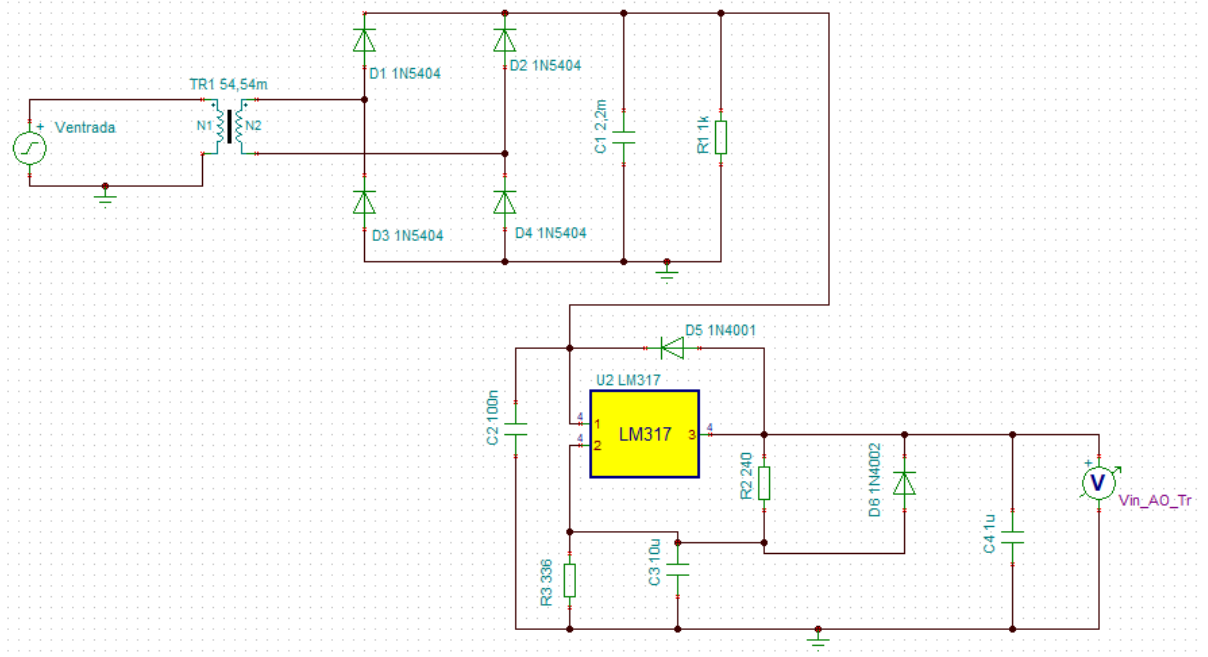 D1 1N5404
D2 1N5404
TR1 54,54m
+
Ventrada
N1
N2
C1 2,2m
R1 1k
D3 1N5404
D4 1N5404
D5 1N4001
U2 LM317
C2 100n
4
1
4
2
LM317
3
4
R2 240
D6 1N4002
+
V
Vin_AO_Tr
C4 1u
C3 10u
R3 336